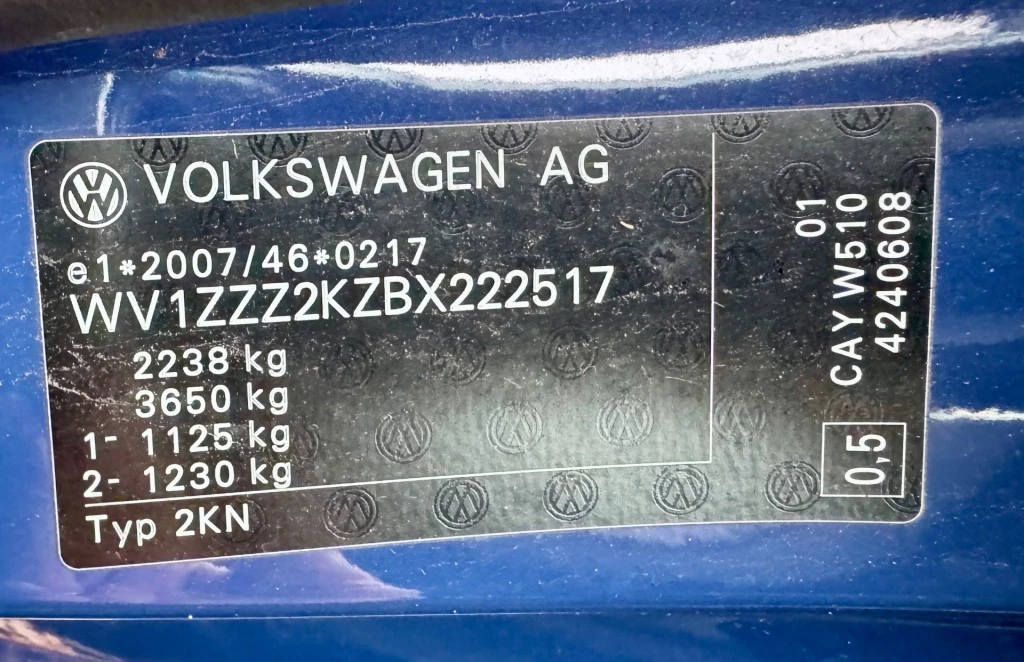 VOLKSWAGEN AG
e1*2007/46*0217
WV1ZZZ2KZBX222517
2238 kg
3650 kg
1- 1125 kg
2- 1230 kg
Typ 2KN
01
CAY W510
4240608
0,5